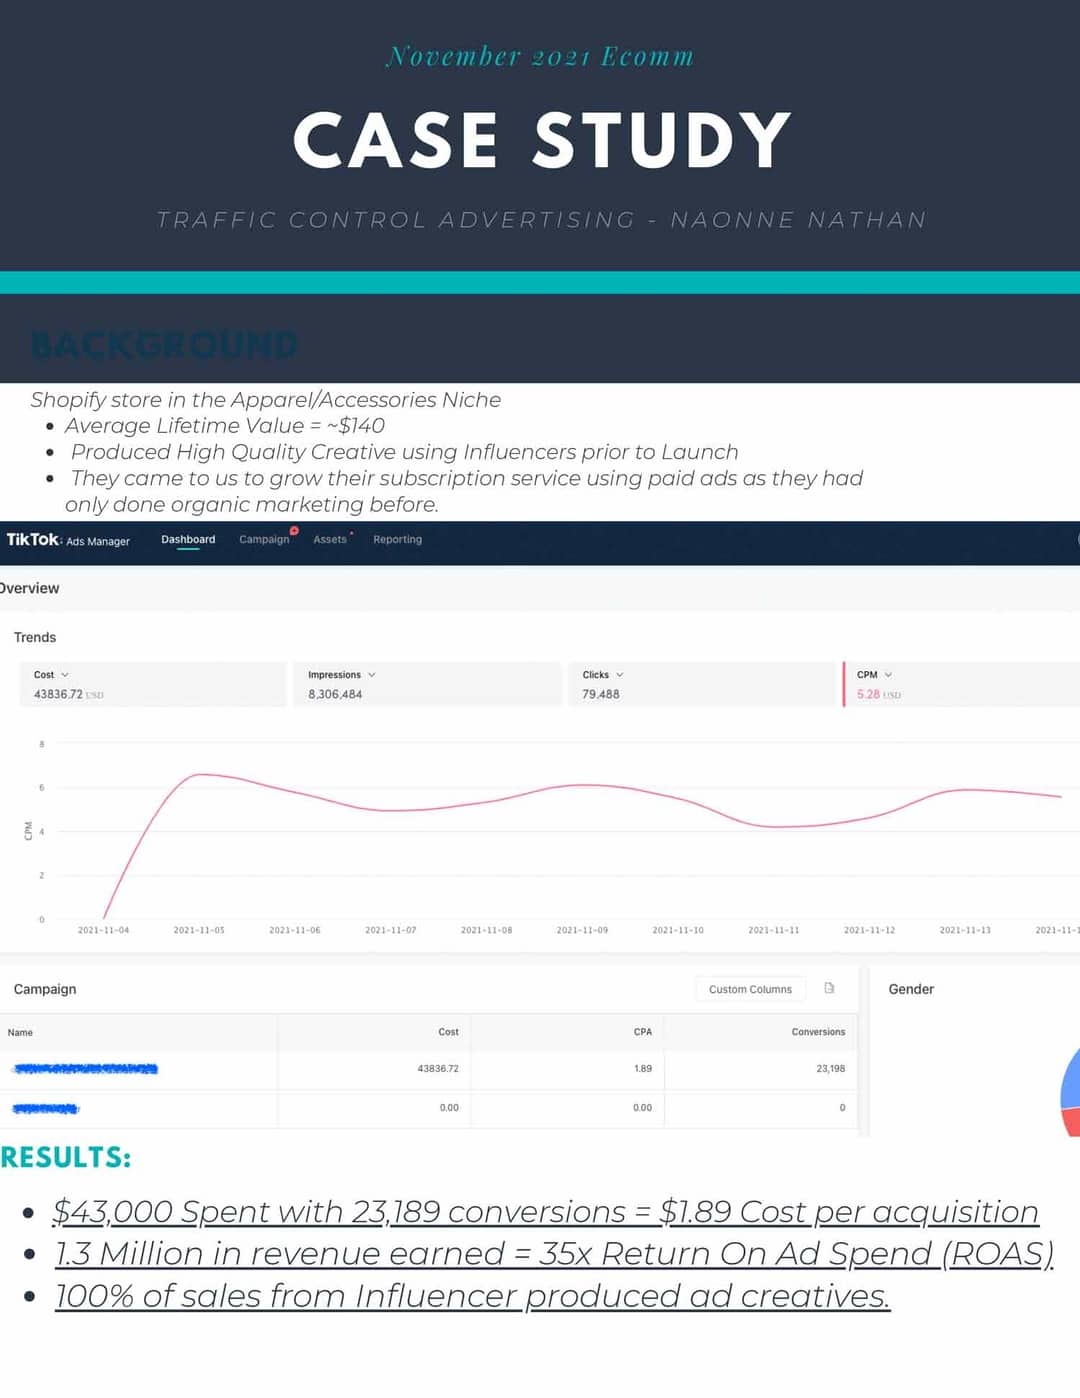 November 2021 Ecomm
CASE STUDY
TRAFFIC CONTROL ADVERTISING - NAONNE NATHAN
BACKGROUND
Shopify store in the Apparel/Accessories Niche
• Average Lifetime Value = ~$140
• Produced High Quality Creative using Influencers prior to Launch
• They came to us to grow their subscription service using paid ads as they had
only done organic marketing before.
TikTok: Ads Manager Dashboard Campaign Assets Reporting
Overview
Trends
Cost Impressions Clicks CPM
43836.72 USD 8,306,484 79,488 5.28 USD
8
6
CPM
4
2
0
2021-11-04 2021-11-05 2021-11-06 2021-11-07 2021-11-08 2021-11-09 2021-11-10 2021-11-11 2021-11-12 2021-11-13 2021-11-1
Campaign Custom Columns Gender
Name Cost CPA Conversions
43836.72 1.89 23,198
0.00 0.00 0
RESULTS:
• $43,000 Spent with 23,189 conversions = $1.89 Cost per acquisition
• 1.3 Million in revenue earned = 35x Return On Ad Spend (ROAS)
• 100% of sales from Influencer produced ad creatives.